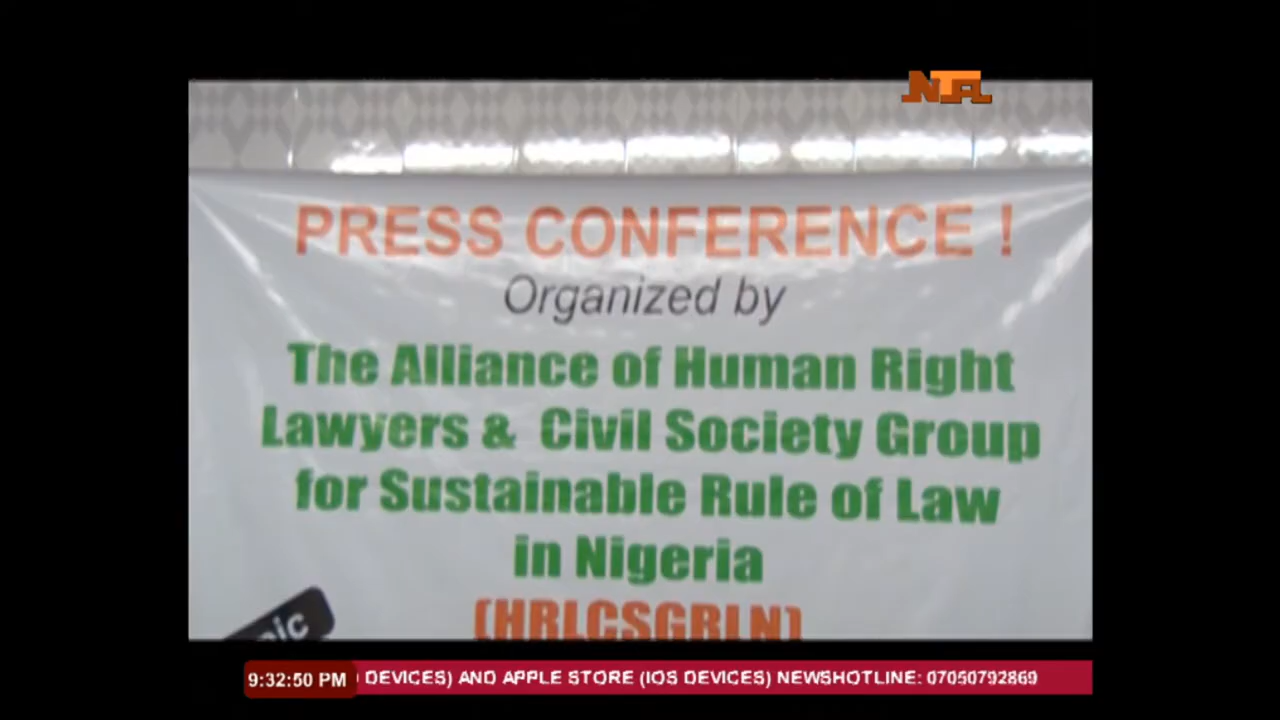 NTA
PRESS CONFERENCE !
Organized by
The Alliance of Human Right
Lawyers & Civil Society Group
for Sustainable Rule of Law
in Nigeria
(HRLCSGRLN)
9:32:50 PM
DEVICES) AND APPLE STORE (IOS DEVICES) NEWSHOTLINE: 07050792869